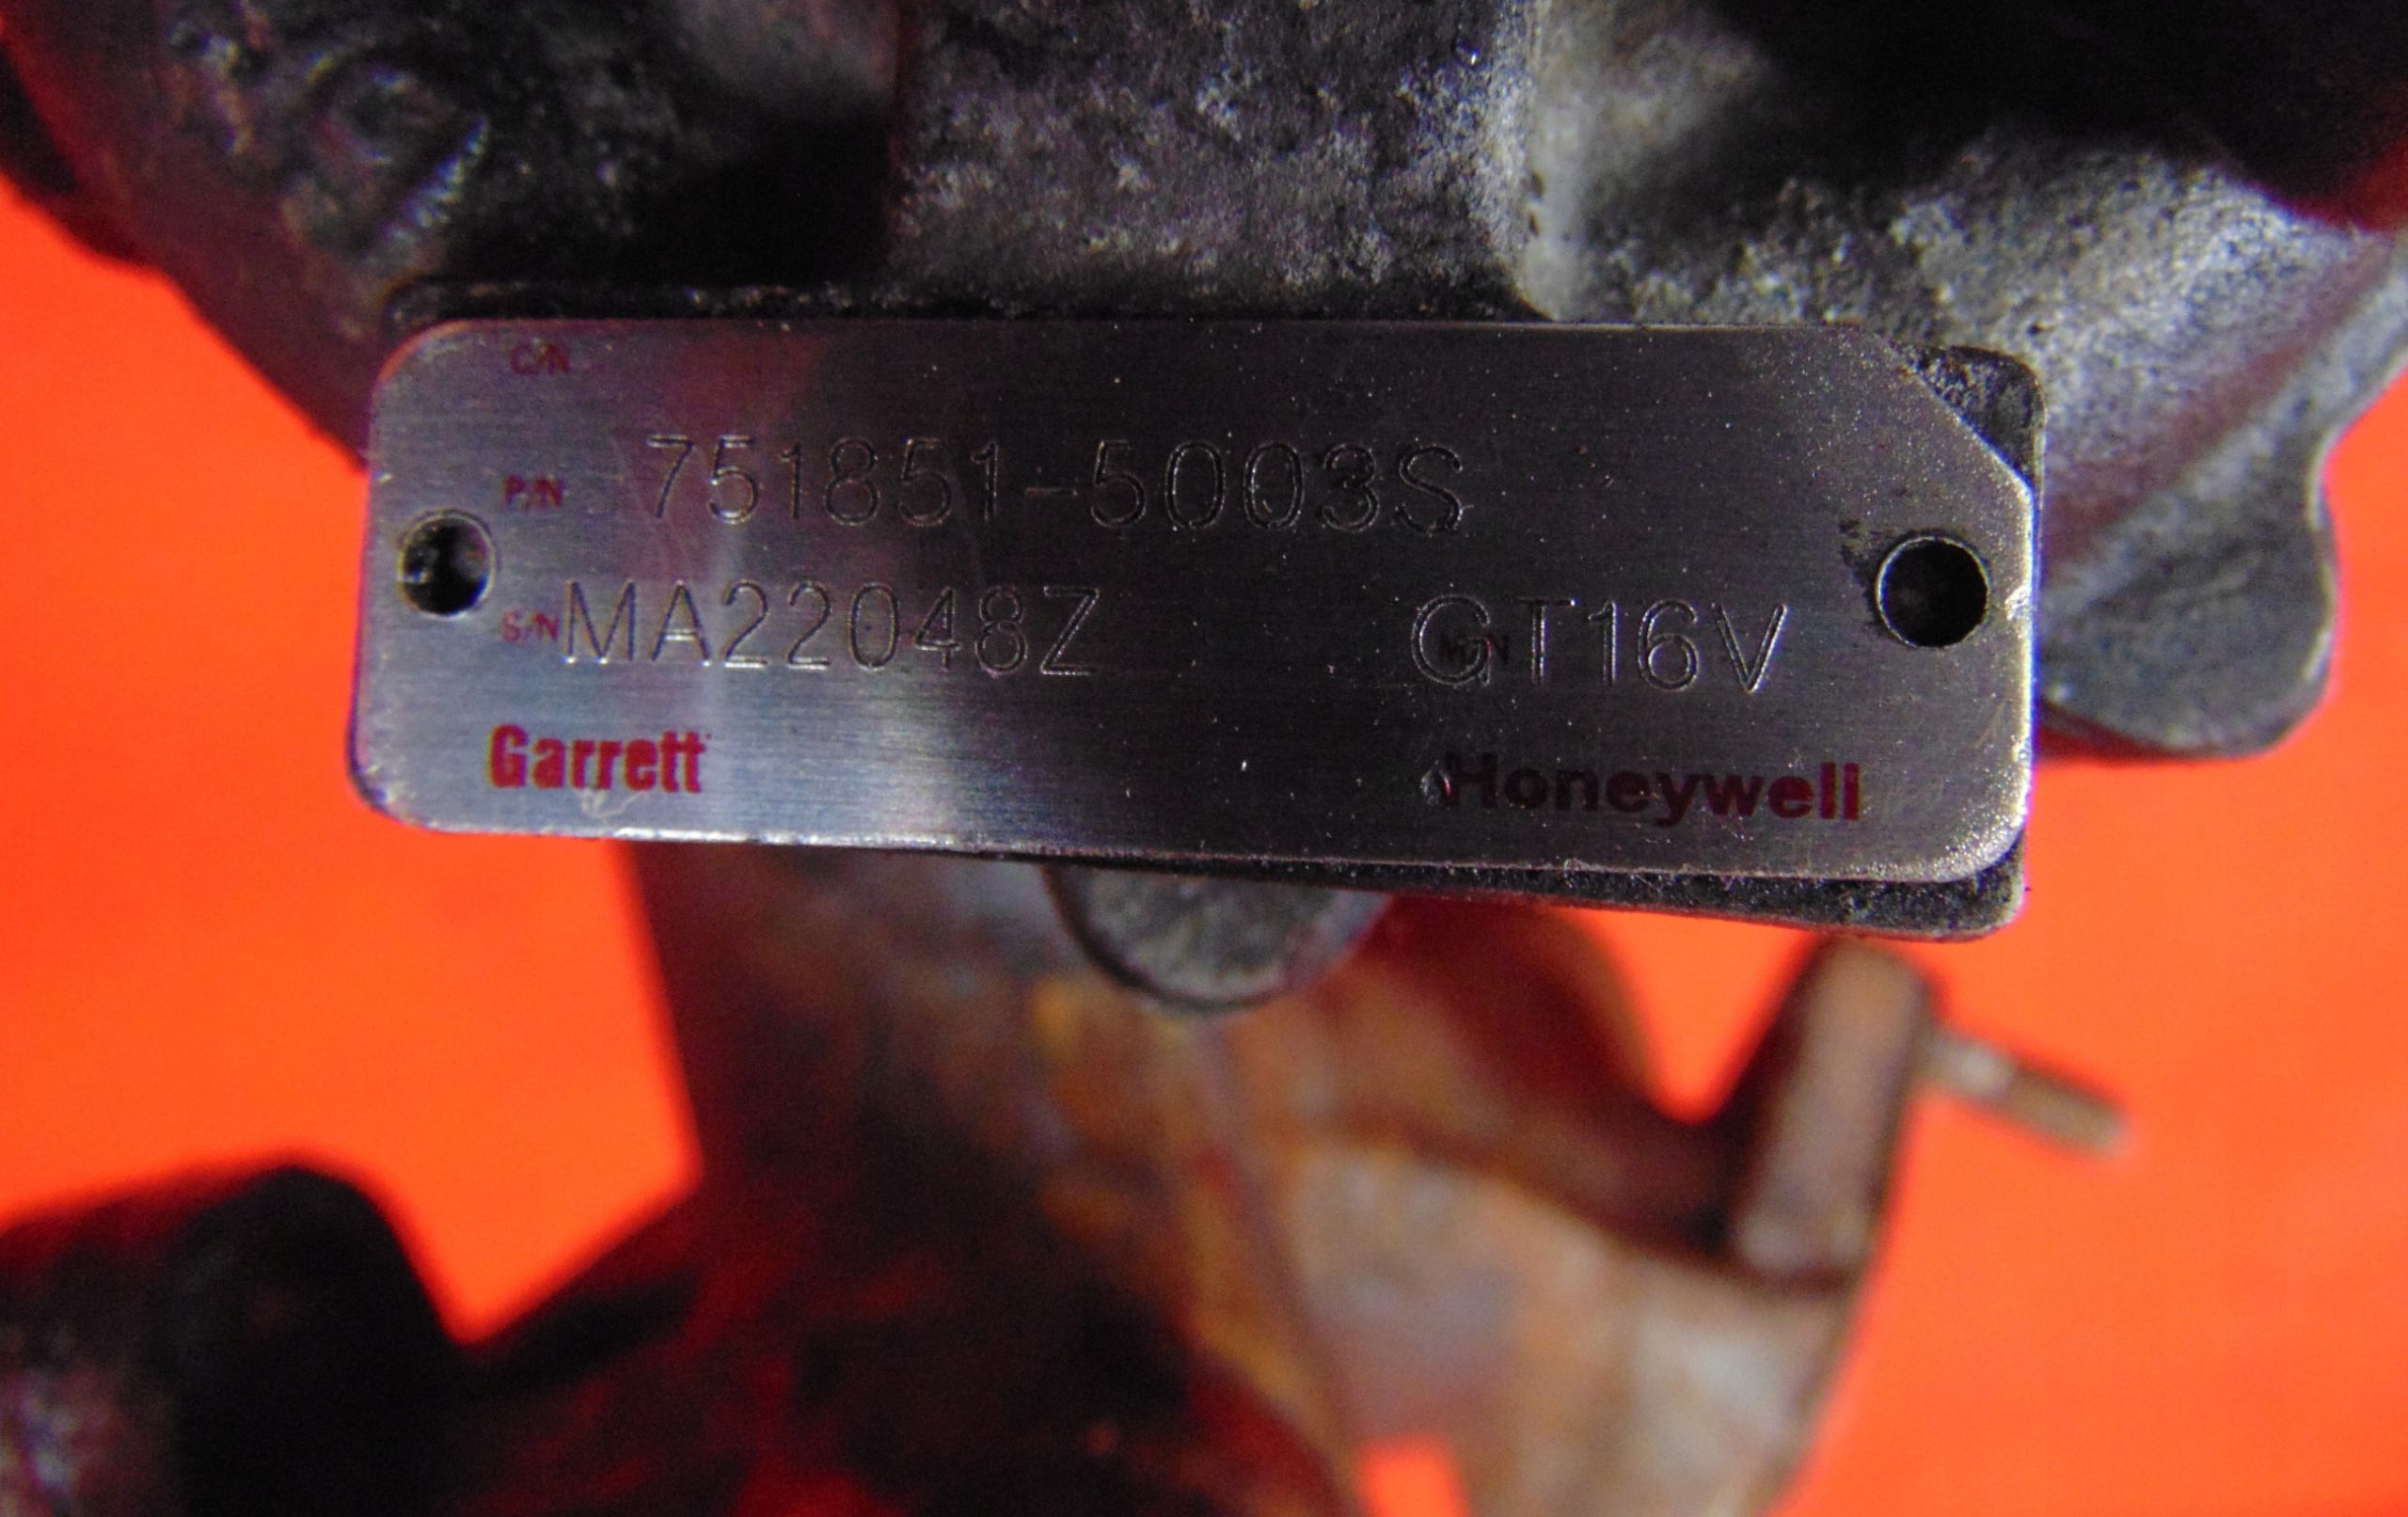 C/N
P/N 751851-5003S
S/N MA22048Z M/N GT16V
Garrett Honeywell